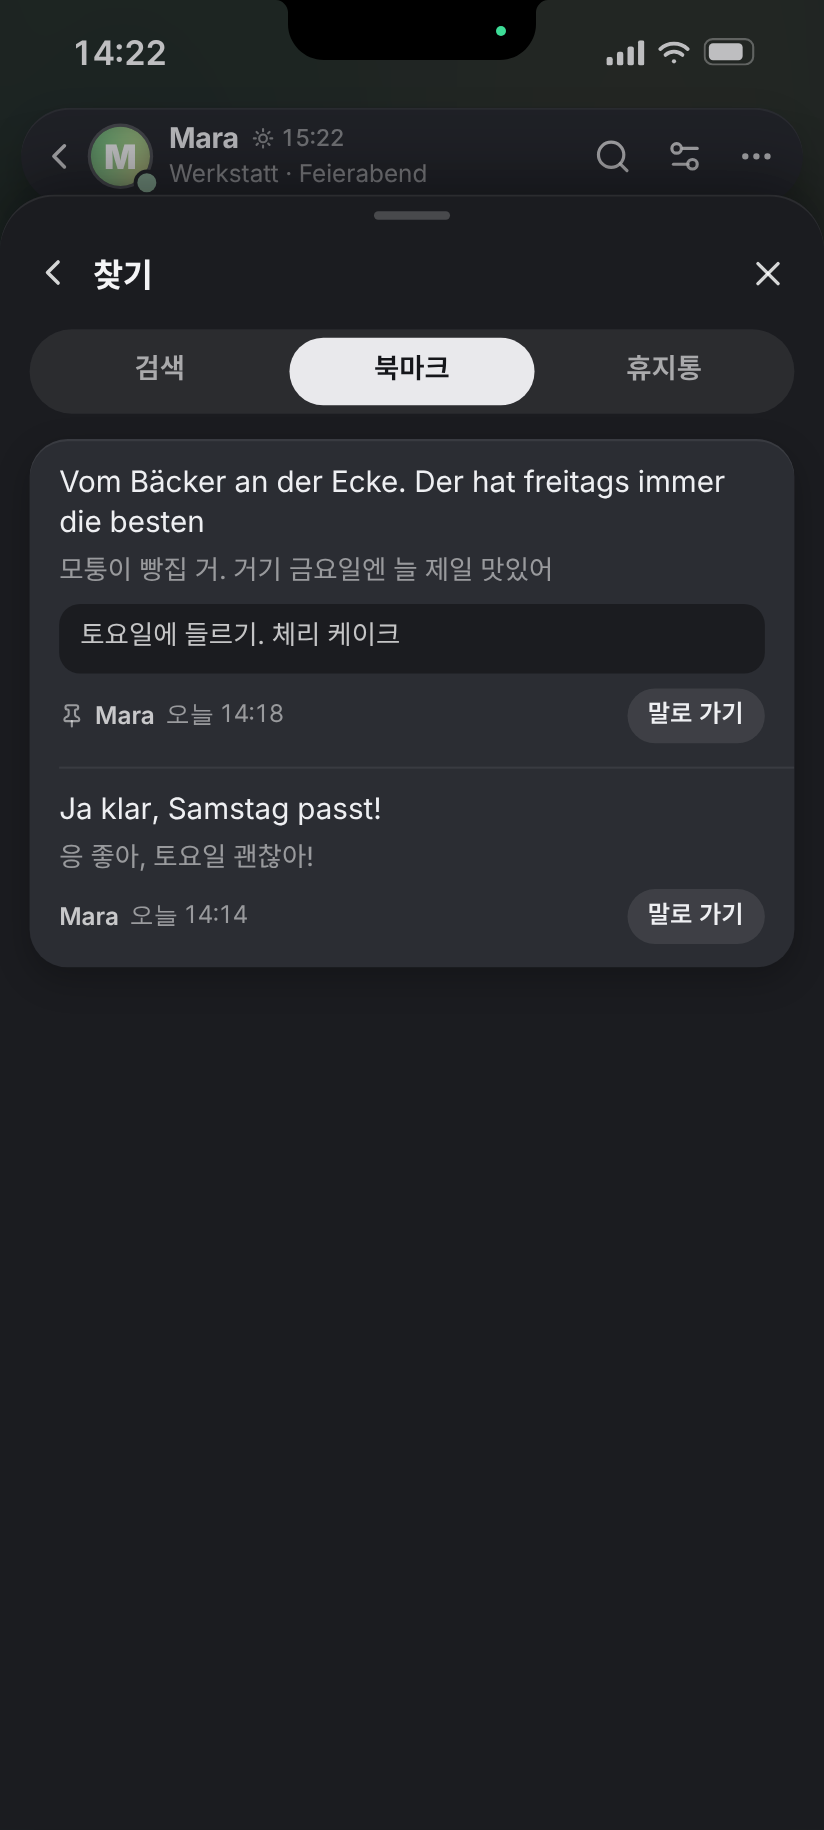 14:22
M
Mara 15:22
Werkstatt · Feierabend
찾기
검색
북마크
휴지통
Vom Bäcker an der Ecke. Der hat freitags immer
die besten
모퉁이 빵집 거. 거기 금요일엔 늘 제일 맛있어
토요일에 들르기. 체리 케이크
Mara 오늘 14:18
말로 가기
Ja klar, Samstag passt!
응 좋아, 토요일 괜찮아!
Mara 오늘 14:14
말로 가기